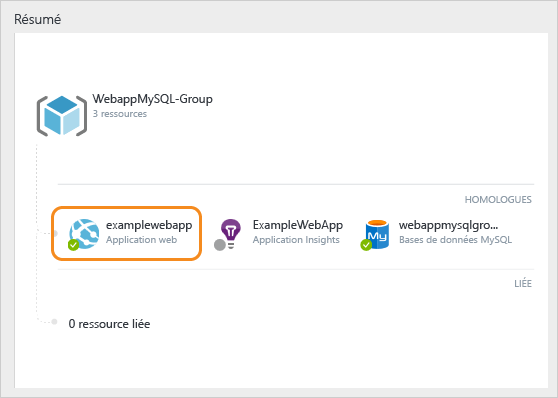 Résumé
WebappMySQL-Group
3 ressources
HOMOLOGUES
examplewebapp
Application web
ExampleWebApp
Application Insights
webappmysqlgro...
Bases de données MySQL
My
LIÉE
0 ressource liée